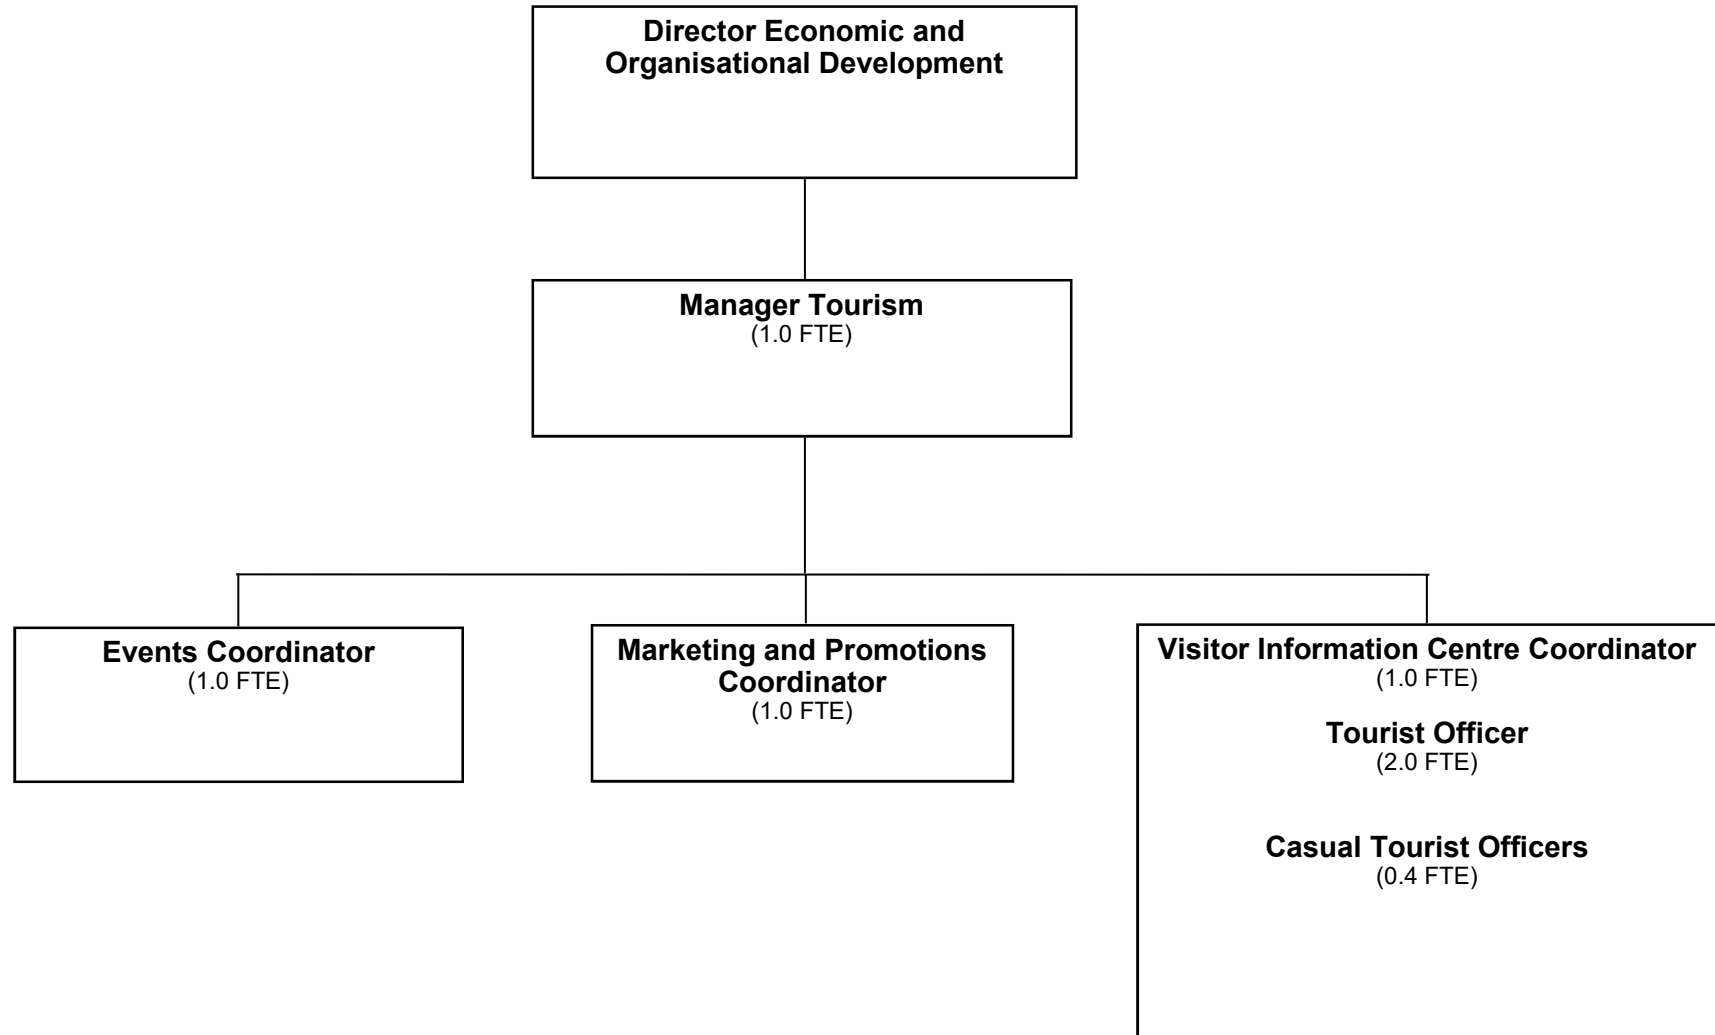 Director Economic and
Organisational Development
Manager Tourism
(1.0 FTE)
Events Coordinator
(1.0 FTE)
Marketing and Promotions
Coordinator
(1.0 FTE)
Visitor Information Centre Coordinator
(1.0 FTE)
Tourist Officer
(2.0 FTE)
Casual Tourist Officers
(0.4 FTE)